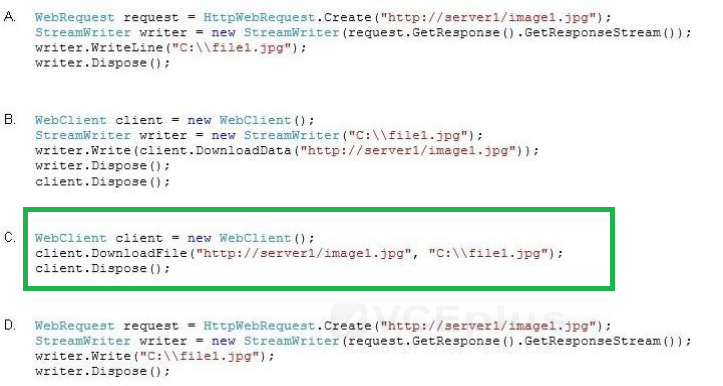 A. WebRequest request = HttpWebRequest.Create("http://server1/image1.jpg");
StreamWriter writer = new StreamWriter(request.GetResponse().GetResponseStream());
writer.WriteLine("C:\\file1.jpg");
writer.Dispose();
B. WebClient client = new WebClient();
StreamWriter writer = new StreamWriter("C:\\file1.jpg");
writer.Write(client.DownloadData("http://server1/image1.jpg"));
writer.Dispose();
client.Dispose();
C. WebClient client = new WebClient();
client.DownloadFile("http://server1/image1.jpg", "C:\\file1.jpg");
client.Dispose();
VCEplus
D. WebRequest request = HttpWebRequest.Create("http://server1/image1.jpg");
StreamWriter writer = new StreamWriter(request.GetResponse().GetResponseStream());
writer.Write("C:\\file1.jpg");
writer.Dispose();